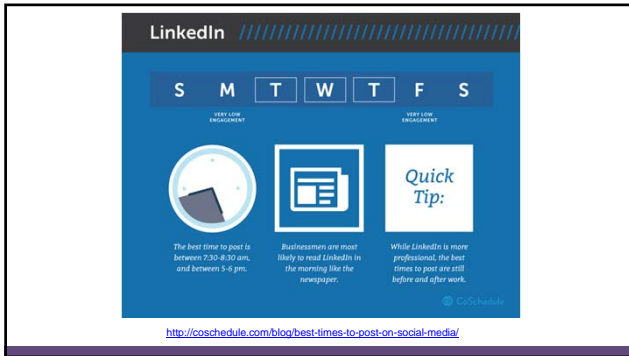 LinkedIn
S M T W T F S
VERY LOW
ENGAGEMENT
VERY LOW
ENGAGEMENT
The best time to post is
between 7:30-8:30 am,
and between 5-6 pm.
Businessmen are most
likely to read LinkedIn in
the morning like the
newspaper.
Quick
Tip:
While LinkedIn is more
professional, the best
times to post are still
before and after work.
CoSchedule
http://coschedule.com/blog/best-times-to-post-on-social-media/